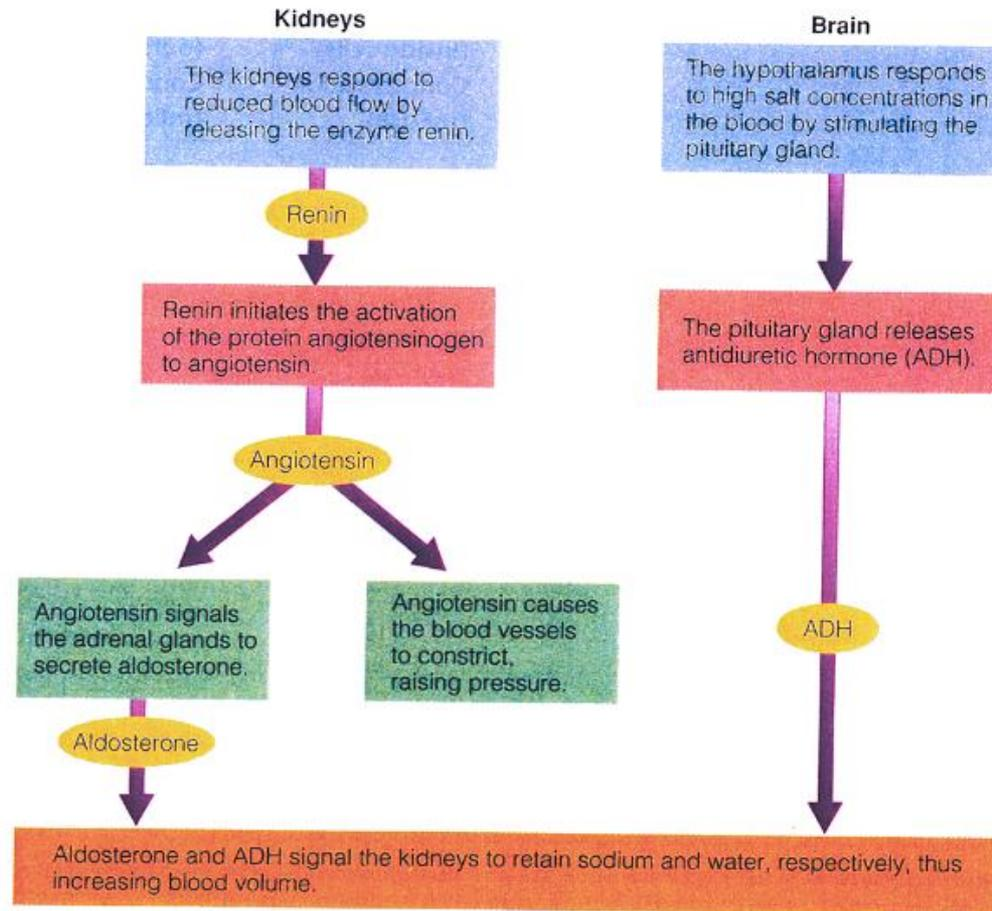 Kidneys
The kidneys respond to
reduced blood flow by
releasing the enzyme renin.
Renin
Renin initiates the activation
of the protein angiotensinogen
to angiotensin.
Angiotensin
Angiotensin signals
the adrenal glands to
secrete aldosterone.
Angiotensin causes
the blood vessels
to constrict,
raising pressure.
Aldosterone
Brain
The hypothalamus responds
to high salt concentrations in
the blood by stimulating the
pituitary gland.
The pituitary gland releases
antidiuretic hormone (ADH).
ADH
Aldosterone and ADH signal the kidneys to retain sodium and water, respectively, thus
increasing blood volume.